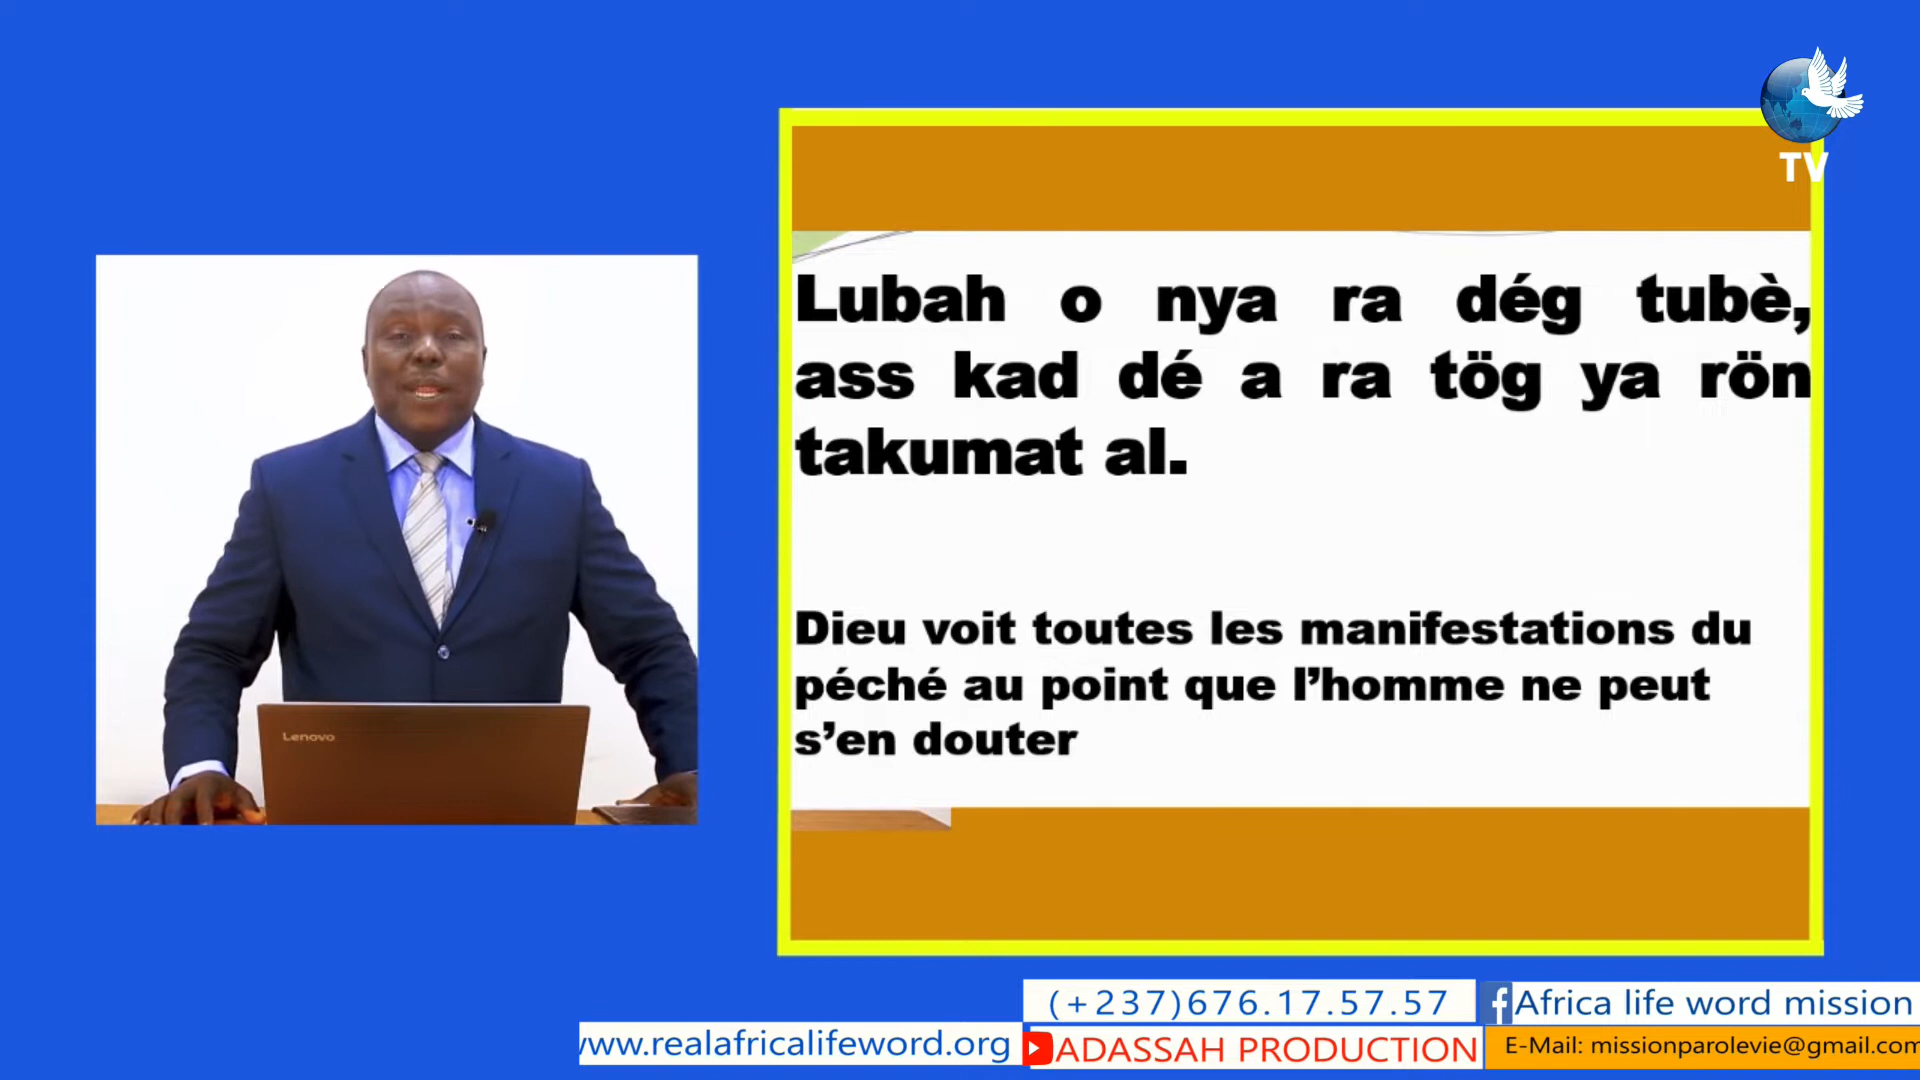 TV
Lubah o nya ra dég tubè,
ass kad dé a ra tög ya rön
takumat al.
Dieu voit toutes les manifestations du
péché au point que l’homme ne peut
s’en douter
Lenovo
(+237)676.17.57.57
Africa life word mission
www.realafricalifeword.org
ADASSAH PRODUCTION
E-Mail: missionparolevie@gmail.com